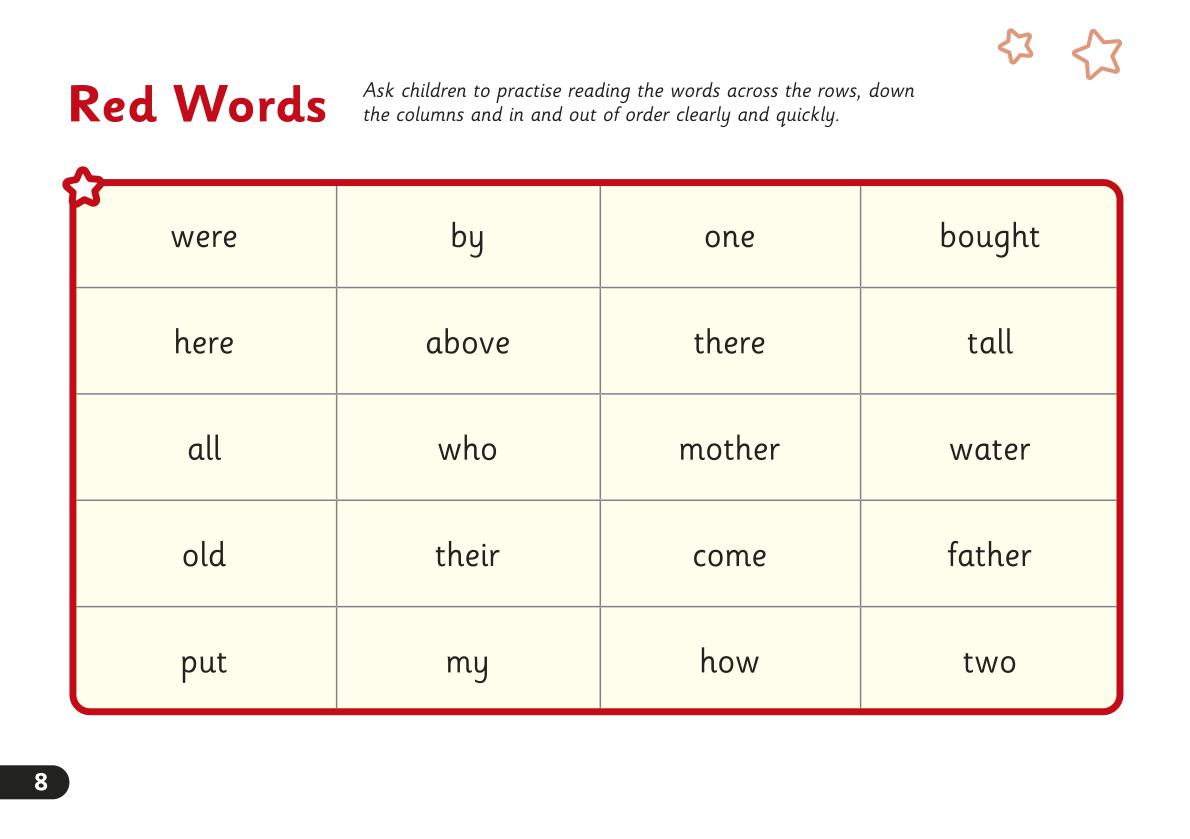 Red Words
Ask children to practise reading the words across the rows, down
the columns and in and out of order clearly and quickly.
were by one bought
here above there tall
all who mother water
old their come father
put my how two
8